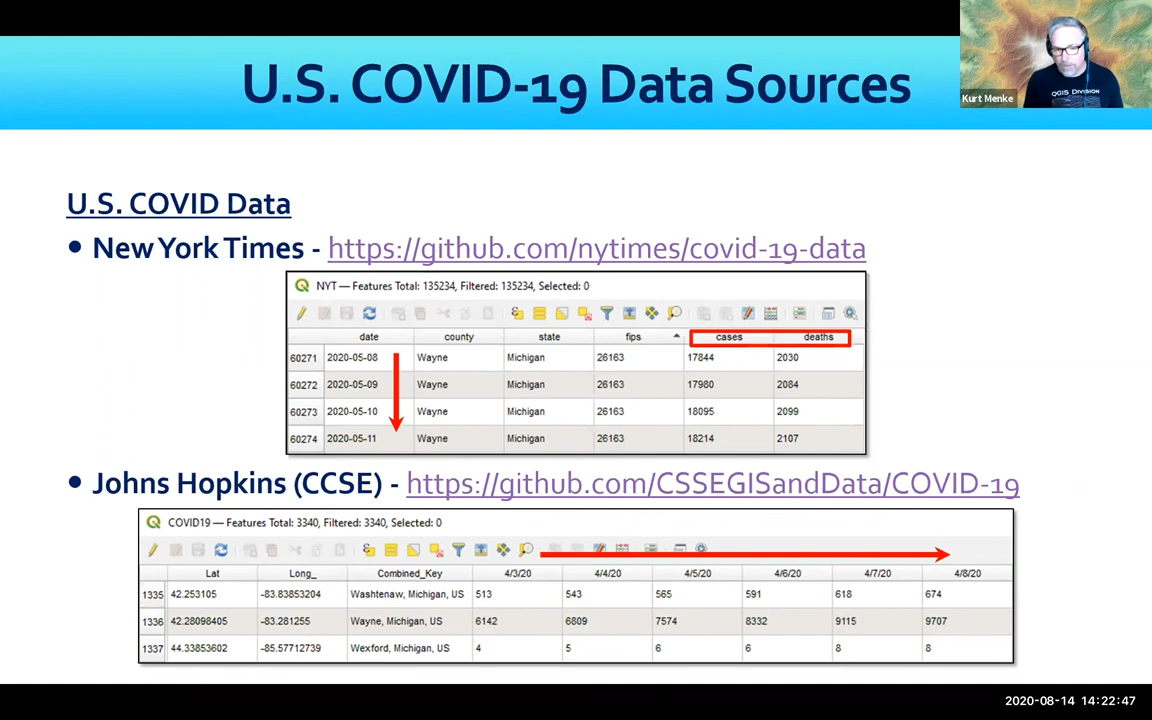 U.S. COVID-19 Data Sources
QGIS DIVISION
Kurt Menke
U.S. COVID Data
• New York Times - https://github.com/nytimes/covid-19-data
NYT — Features Total: 135234, Filtered: 135234, Selected: 0
date county state fips cases deaths
60271 2020-05-08 Wayne Michigan 26163 17844 2030
60272 2020-05-09 Wayne Michigan 26163 17980 2084
60273 2020-05-10 Wayne Michigan 26163 18095 2099
60274 2020-05-11 Wayne Michigan 26163 18214 2107
• Johns Hopkins (CCSE) - https://github.com/CSSEGISandData/COVID-19
COVID19 — Features Total: 3340, Filtered: 3340, Selected: 0
Lat Long_ Combined_Key 4/3/20 4/4/20 4/5/20 4/6/20 4/7/20 4/8/20
1335 42.253105 -83.83853204 Washtenaw, Michigan, US 513 543 565 591 618 674
1336 42.28098405 -83.281255 Wayne, Michigan, US 6142 6809 7574 8332 9115 9707
1337 44.33853602 -85.57712739 Wexford, Michigan, US 4 5 6 6 8 8
2020-08-14 14:22:47